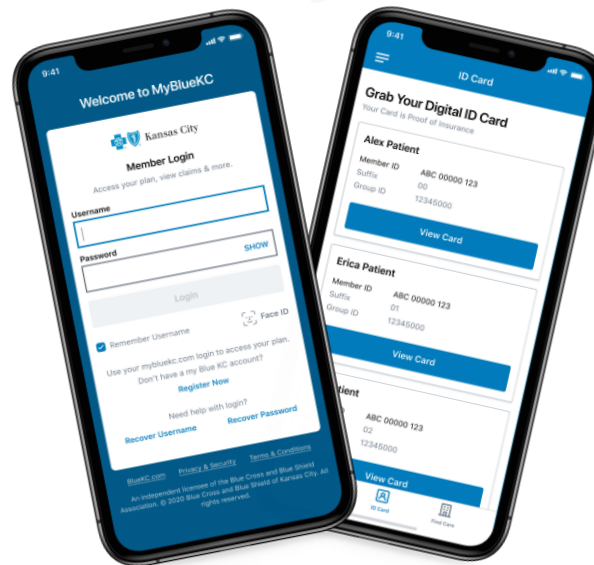 9:41
Welcome to MyBlueKC
Kansas City
Member Login
Access your plan, view claims & more.
Username
Password
SHOW
Login
Remember Username
Face ID
Use your mybluekc.com login to access your plan.
Don't have a my Blue KC account?
Register Now
Need help with login?
Recover Username
Recover Password
BlueKC.com
Privacy & Security
Terms & Conditions
An independent licensee of the Blue Cross and Blue Shield
Association. © 2020 Blue Cross and Blue Shield of Kansas City. All
rights reserved.
9:41
ID Card
Grab Your Digital ID Card
Your Card is Proof of Insurance
Alex Patient
Member ID ABC 00000 123
Suffix 00
Group ID 12345000
View Card
Erica Patient
Member ID ABC 00000 123
Suffix 01
Group ID 12345000
View Card
ABC 00000 123
02
12345000
View Card
ID Card
Find Care